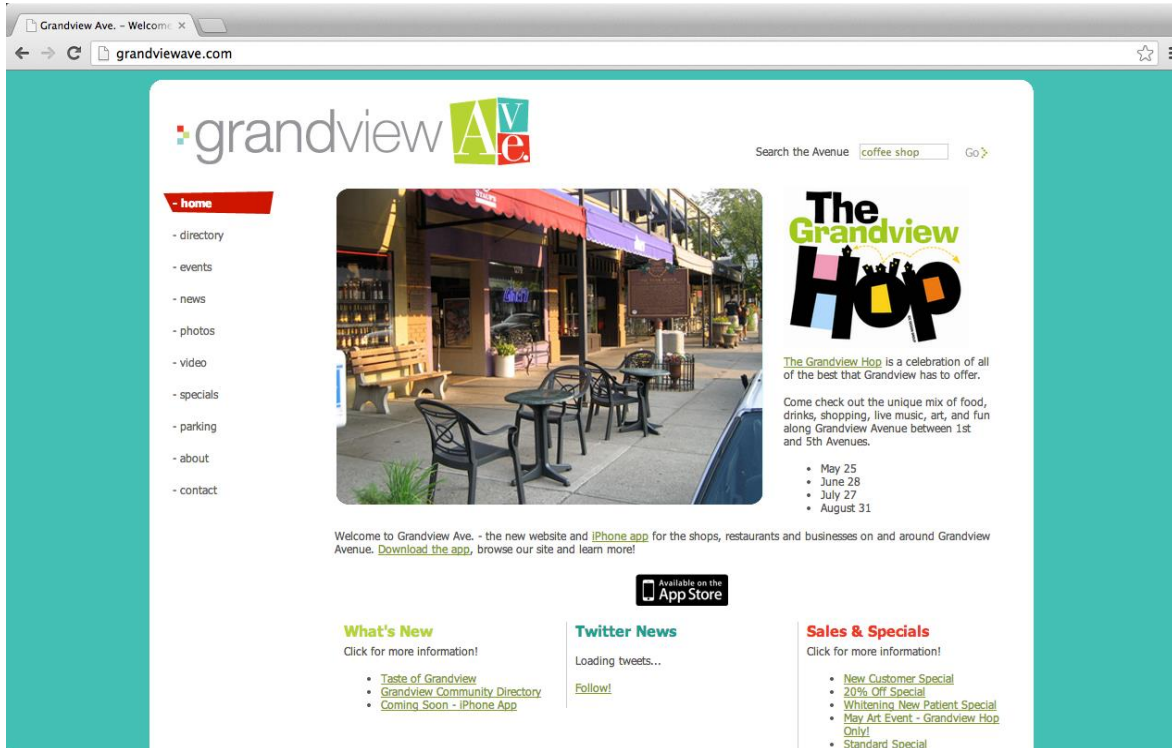 Grandview Ave. – Welcome
grandviewave.com
grandview Ave.
Search the Avenue coffee shop Go
- home
- directory
- events
- news
- photos
- video
- specials
- parking
- about
- contact
The
Grandview
Hop
The Grandview Hop is a celebration of all
of the best that Grandview has to offer.
Come check out the unique mix of food,
drinks, shopping, live music, art, and fun
along Grandview Avenue between 1st
and 5th Avenues.
• May 25
• June 28
• July 27
• August 31
Welcome to Grandview Ave. - the new website and iPhone app for the shops, restaurants and businesses on and around Grandview
Avenue. Download the app, browse our site and learn more!
Available on the
App Store
What's New
Click for more information!
• Taste of Grandview
• Grandview Community Directory
• Coming Soon - iPhone App
Twitter News
Loading tweets...
Follow!
Sales & Specials
Click for more information!
• New Customer Special
• 20% Off Special
• Whitening New Patient Special
• May Art Event - Grandview Hop
Only!
• Standard Special